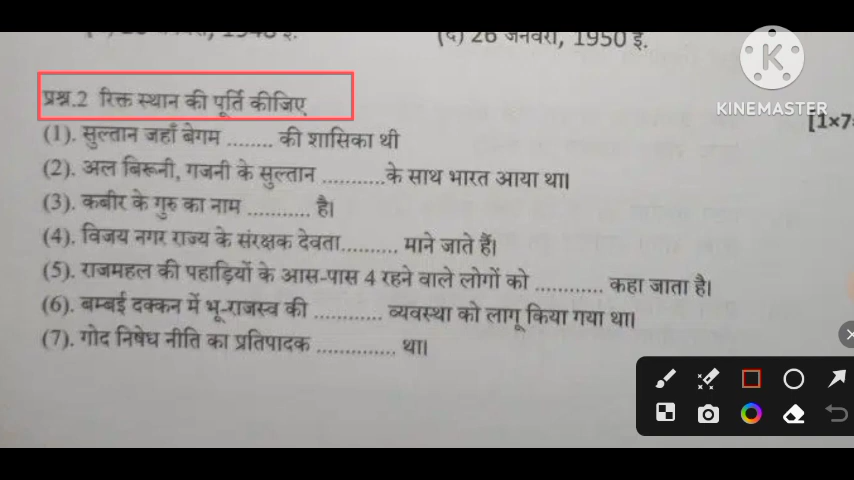 (द) 26 जनवरी, 1950 ई.
KINEMASTER
प्रश्न.2 रिक्त स्थान की पूर्ति कीजिए
[1×7
(1). सुल्तान जहाँ बेगम ........ की शासिका थी
(2). अल बिरूनी, गजनी के सुल्तान ...........के साथ भारत आया था।
(3). कबीर के गुरु का नाम ........... है।
(4). विजय नगर राज्य के संरक्षक देवता.......... माने जाते हैं।
(5). राजमहल की पहाड़ियों के आस-पास 4 रहने वाले लोगों को ............ कहा जाता है।
(6). बम्बई दक्कन में भू-राजस्व की ............ व्यवस्था को लागू किया गया था।
(7). गोद निषेध नीति का प्रतिपादक .............. था।